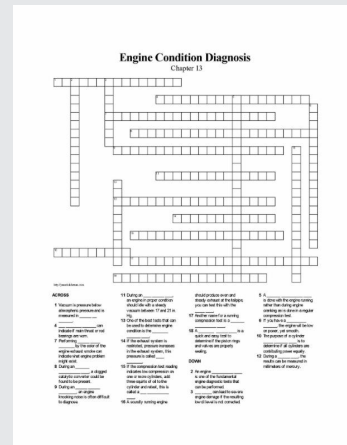 Engine Condition Diagnosis
Chapter 13
ACROSS
1 Vacuum is pressure below
atmospheric pressure and is
measured in
can
indicate if main thrust or rod
bearings are worn.
7 Performing
by the color of the
engine exhaust smoke can
indicate what engine problem
might exist.
8 During an
a clogged
catalytic converter could be
found to be present.
9 During an
an engine
knocking noise is often difficult
to diagnose.
11 During an
an engine in proper condition
should idle with a steady
vacuum between 17 and 21 in
Hg.
13 One of the best tests that can
be used to determine engine
condition is the
14 If the exhaust system is
restricted, pressure increases
in the exhaust system, this
pressure is called
15 If the compression test reading
indicates low compression on
one or more cylinders, add
three squirts of oil to the
cylinder and retest, this is
called a
16 A usually running engine
should produce even and
steady exhaust at the tailpipe.
you can test this with the
17 Another name for a running
compression test is a
18 A is a
quick and easy test to
determine if the piston rings
and valves are properly
sealing.
DOWN
2 An engine
is one of the fundamental
engine diagnostic tests that
can be performed.
3
engine damage if the resulting
5 A
is done with the engine running
rather than during engine
cranking as is done in a regular
compression test.
6 If you have a
the engine will be low
on power, yet smooth.
10 The purpose of a cylinder
is to
determine if all cylinders are
contributing power equally.
12 During a the
results can be measured in
millimeters of mercury.